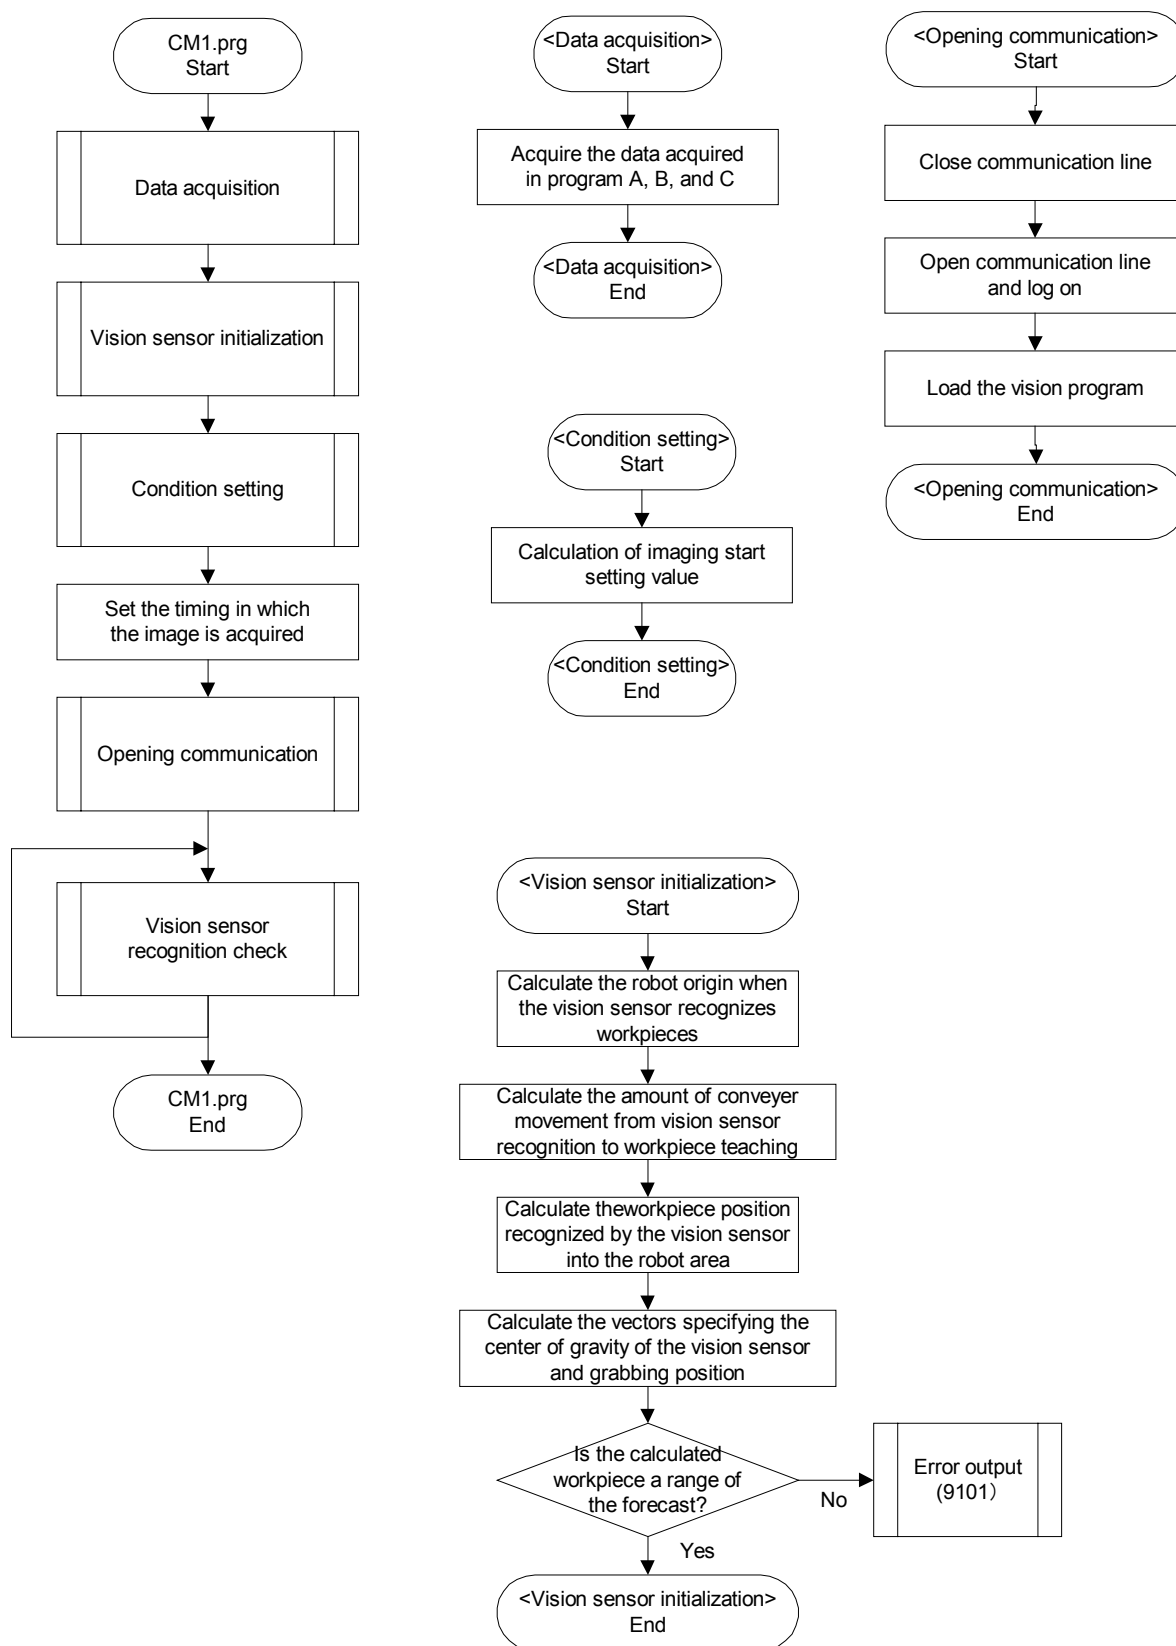 CM1.prg
Start
Data acquisition
Vision sensor initialization
Condition setting
Set the timing in which
the image is acquired
Opening communication
Vision sensor
recognition check
CM1.prg
End
<Data acquisition>
Start
Acquire the data acquired
in program A, B, and C
<Data acquisition>
End
<Condition setting>
Start
Calculation of imaging start
setting value
<Condition setting>
End
<Opening communication>
Start
Close communication line
Open communication line
and log on
Load the vision program
<Opening communication>
End
<Vision sensor initialization>
Start
Calculate the robot origin when
the vision sensor recognizes
workpieces
Calculate the amount of conveyer
movement from vision sensor
recognition to workpiece teaching
Calculate theworkpiece position
recognized by the vision sensor
into the robot area
Calculate the vectors specifying the
center of gravity of the vision sensor
and grabbing position
Is the calculated
workpiece a range of
the forecast?
No
Error output
(9101）
Yes
<Vision sensor initialization>
End